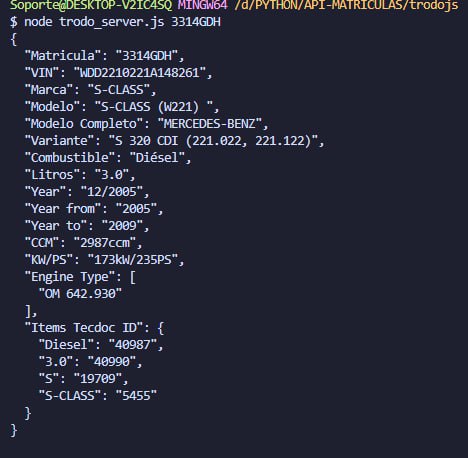 Soporte@DESKTOP-V2IC4SQ MINGW64 /d/PYTHON/API-MATRICULAS/trodojs
$ node trodo_server.js 3314GDH
{
  "Matricula": "3314GDH",
  "VIN": "WDD2210221A148261",
  "Marca": "S-CLASS",
  "Modelo": "S-CLASS (W221) ",
  "Modelo Completo": "MERCEDES-BENZ",
  "Variante": "S 320 CDI (221.022, 221.122)",
  "Combustible": "Diésel",
  "Litros": "3.0",
  "Year": "12/2005",
  "Year from": "2005",
  "Year to": "2009",
  "CCM": "2987ccm",
  "KW/PS": "173kW/235PS",
  "Engine Type": [
    "OM 642.930"
  ],
  "Items Tecdoc ID": {
    "Diesel": "40987",
    "3.0": "40990",
    "S": "19709",
    "S-CLASS": "5455"
  }
}